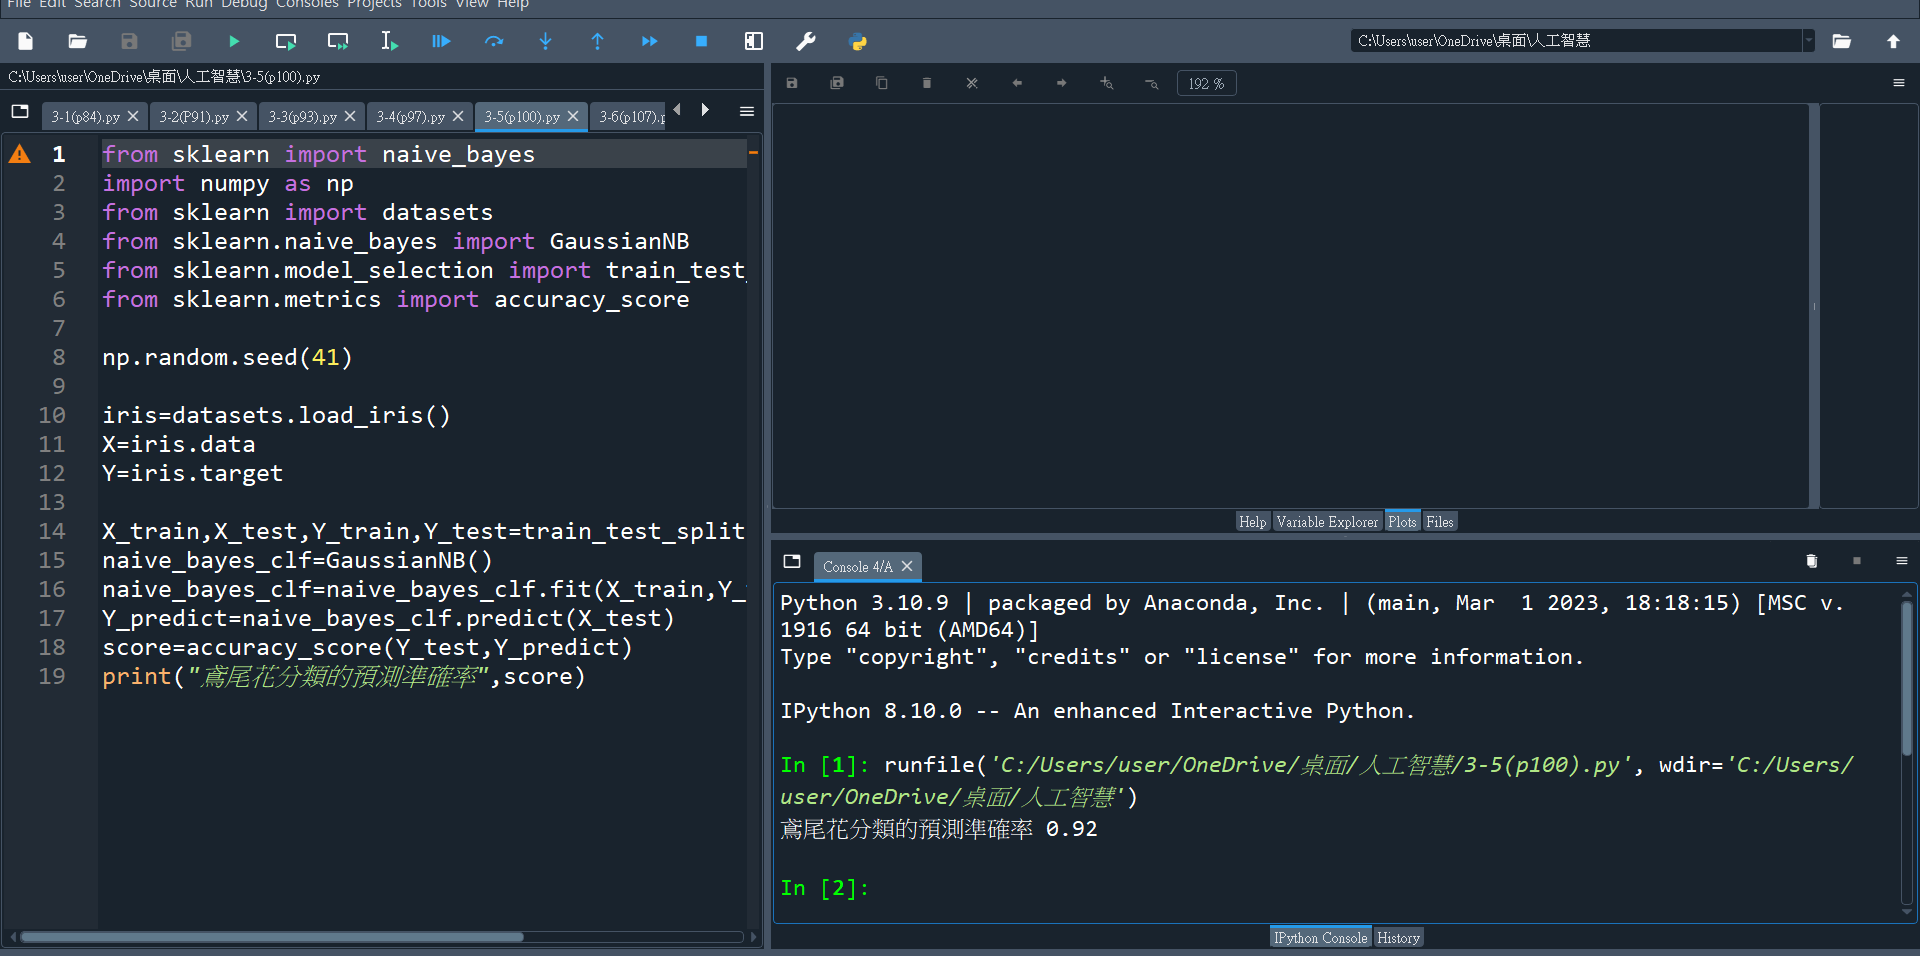 File Edit Search Source Run Debug Consoles Projects Tools View Help
C:\Users\user\OneDrive\桌面\人工智慧
C:\Users\user\OneDrive\桌面\人工智慧\3-5(p100).py
3-1(p84).py
3-2(P91).py
3-3(p93).py
3-4(p97).py
3-5(p100).py
3-6(p107).p
1 from sklearn import naive_bayes
2 import numpy as np
3 from sklearn import datasets
4 from sklearn.naive_bayes import GaussianNB
5 from sklearn.model_selection import train_test_
6 from sklearn.metrics import accuracy_score
7
8 np.random.seed(41)
9
10 iris=datasets.load_iris()
11 X=iris.data
12 Y=iris.target
13
14 X_train,X_test,Y_train,Y_test=train_test_split
15 naive_bayes_clf=GaussianNB()
16 naive_bayes_clf=naive_bayes_clf.fit(X_train,Y_
17 Y_predict=naive_bayes_clf.predict(X_test)
18 score=accuracy_score(Y_test,Y_predict)
19 print("鳶尾花分類的預測準確率",score)
192 %
Help Variable Explorer Plots Files
Console 4/A
Python 3.10.9 | packaged by Anaconda, Inc. | (main, Mar  1 2023, 18:18:15) [MSC v.
1916 64 bit (AMD64)]
Type "copyright", "credits" or "license" for more information.
IPython 8.10.0 -- An enhanced Interactive Python.
In [1]: runfile('C:/Users/user/OneDrive/桌面/人工智慧/3-5(p100).py', wdir='C:/Users/
user/OneDrive/桌面/人工智慧')
鳶尾花分類的預測準確率 0.92
In [2]:
IPython Console History